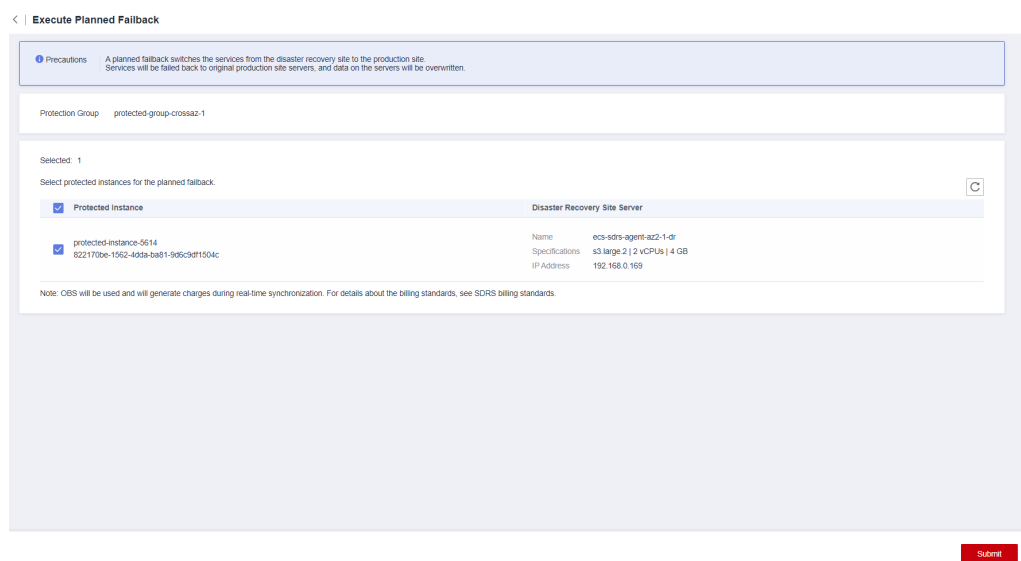 Execute Planned Failback
Precautions
A planned failback switches the services from the disaster recovery site to the production site.
Services will be failed back to original production site servers, and data on the servers will be overwritten.
Protection Group protected-group-crossaz-1
Selected: 1
Select protected instances for the planned failback.
Protected Instance Disaster Recovery Site Server
protected-instance-5614
822170be-1562-4dda-ba81-9d6c9df1504c
Name ecs-sdrs-agent-az2-1-dr
Specifications s3.large.2 | 2 vCPUs | 4 GB
IP Address 192.168.0.169
Note: OBS will be used and will generate charges during real-time synchronization. For details about the billing standards, see SDRS billing standards.
Submit